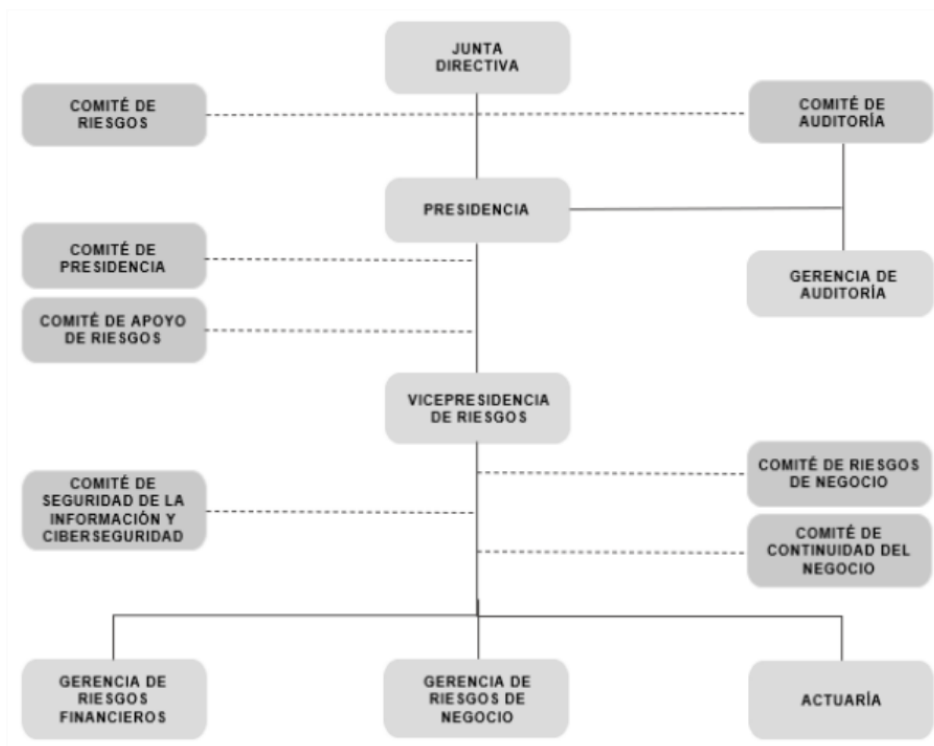 JUNTA
DIRECTIVA
COMITÉ DE
RIESGOS
COMITÉ DE
AUDITORÍA
PRESIDENCIA
COMITÉ DE
PRESIDENCIA
GERENCIA DE
AUDITORÍA
COMITÉ DE APOYO
DE RIESGOS
VICEPRESIDENCIA
DE RIESGOS
COMITÉ DE
SEGURIDAD DE LA
INFORMACIÓN Y
CIBERSEGURIDAD
COMITÉ DE RIESGOS
DE NEGOCIO
COMITÉ DE
CONTINUIDAD DEL
NEGOCIO
GERENCIA DE
RIESGOS
FINANCIEROS
GERENCIA DE
RIESGOS DE
NEGOCIO
ACTUARÍA